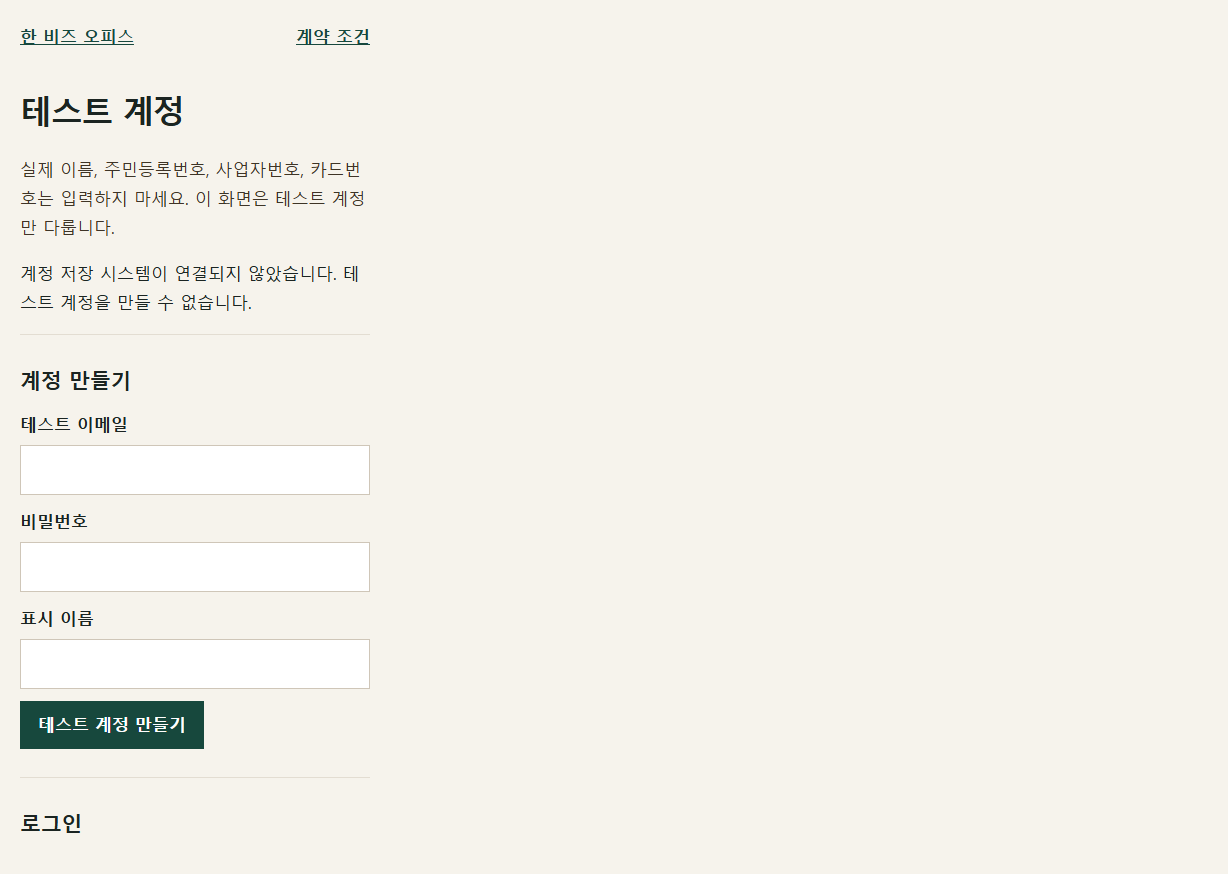 한 비즈 오피스
계약 조건
테스트 계정
실제 이름, 주민등록번호, 사업자번호, 카드번
호는 입력하지 마세요. 이 화면은 테스트 계정
만 다룹니다.
계정 저장 시스템이 연결되지 않았습니다. 테
스트 계정을 만들 수 없습니다.
계정 만들기
테스트 이메일
비밀번호
표시 이름
테스트 계정 만들기
로그인